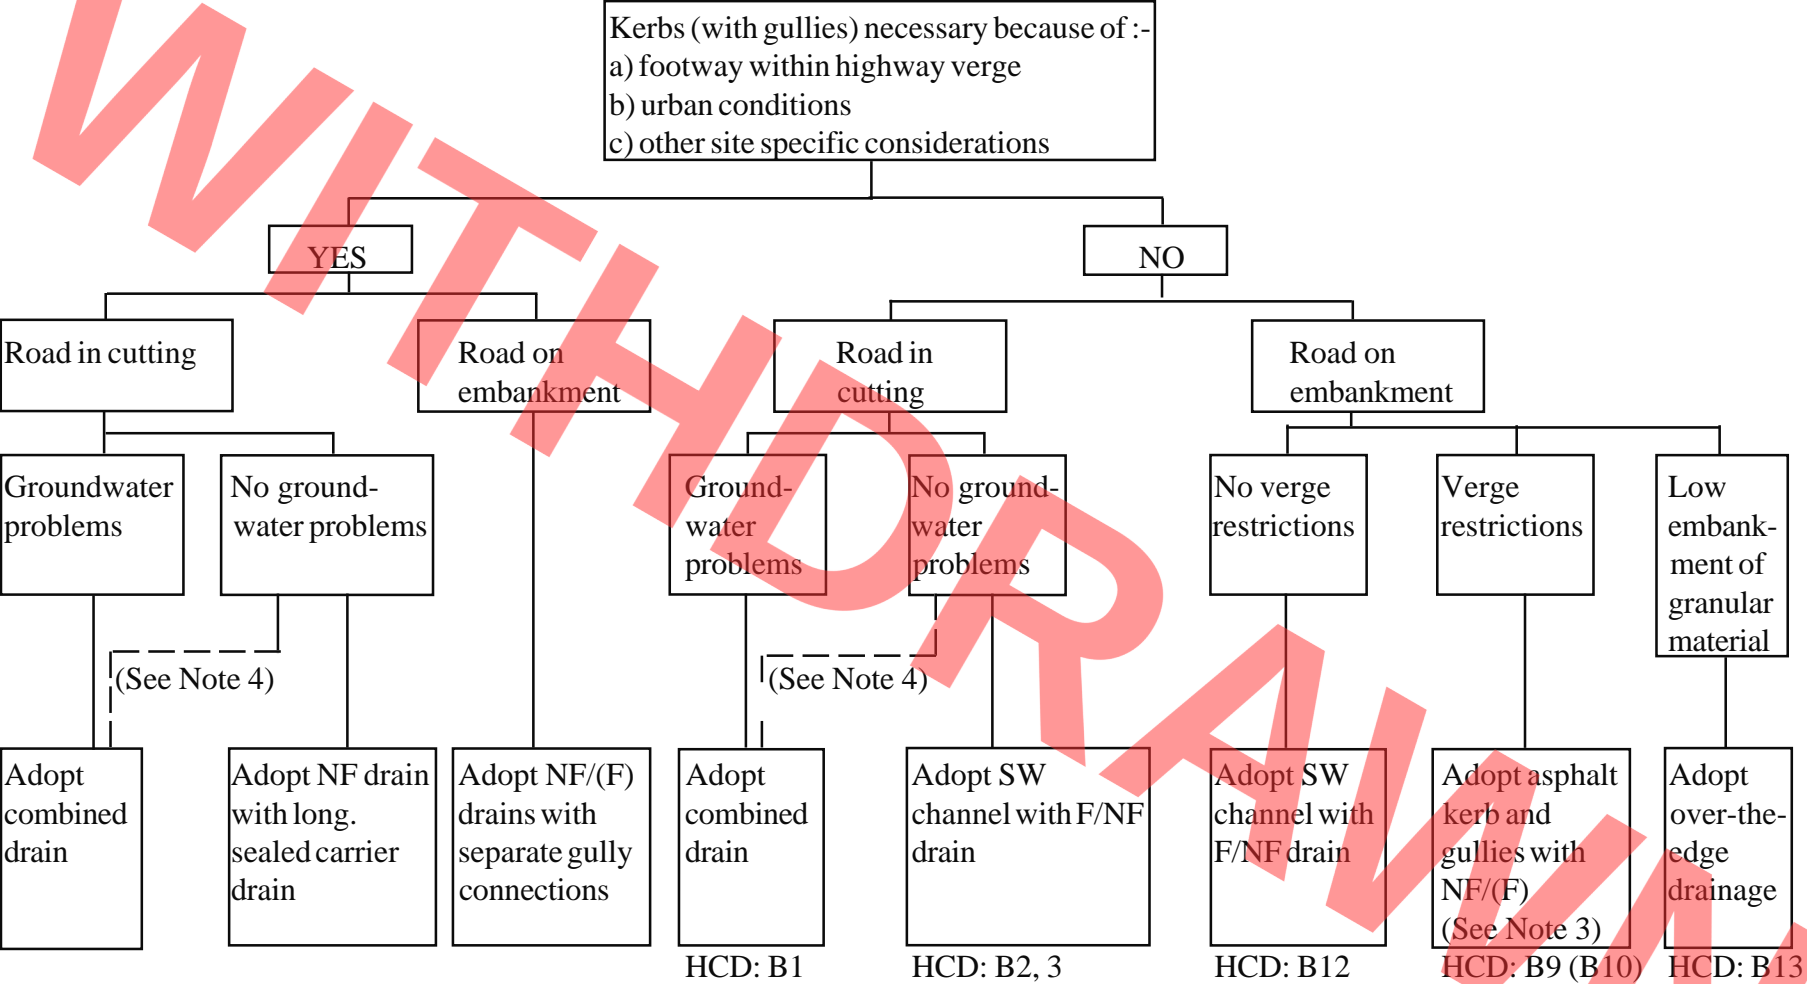 Kerbs (with gullies) necessary because of :-
a) footway within highway verge
b) urban conditions
c) other site specific considerations
YES
NO
Road in cutting
Road on
embankment
Road in
cutting
Road on
embankment
Groundwater
problems
No ground-
water problems
Ground-
water
problems
No ground-
water
problems
No verge
restrictions
Verge
restrictions
Low
embank-
ment of
granular
material
(See Note 4)
(See Note 4)
Adopt
combined
drain
Adopt NF drain
with long.
sealed carrier
drain
Adopt NF/(F)
drains with
separate gully
connections
Adopt
combined
drain
HCD: B1
Adopt SW
channel with F/NF
drain
HCD: B2, 3
Adopt SW
channel with
F/NF drain
HCD: B12
Adopt asphalt
kerb and
gullies with
NF/(F)
(See Note 3)
HCD: B9 (B10)
Adopt
over-the-
edge
drainage
HCD: B13
WITHDRAWN